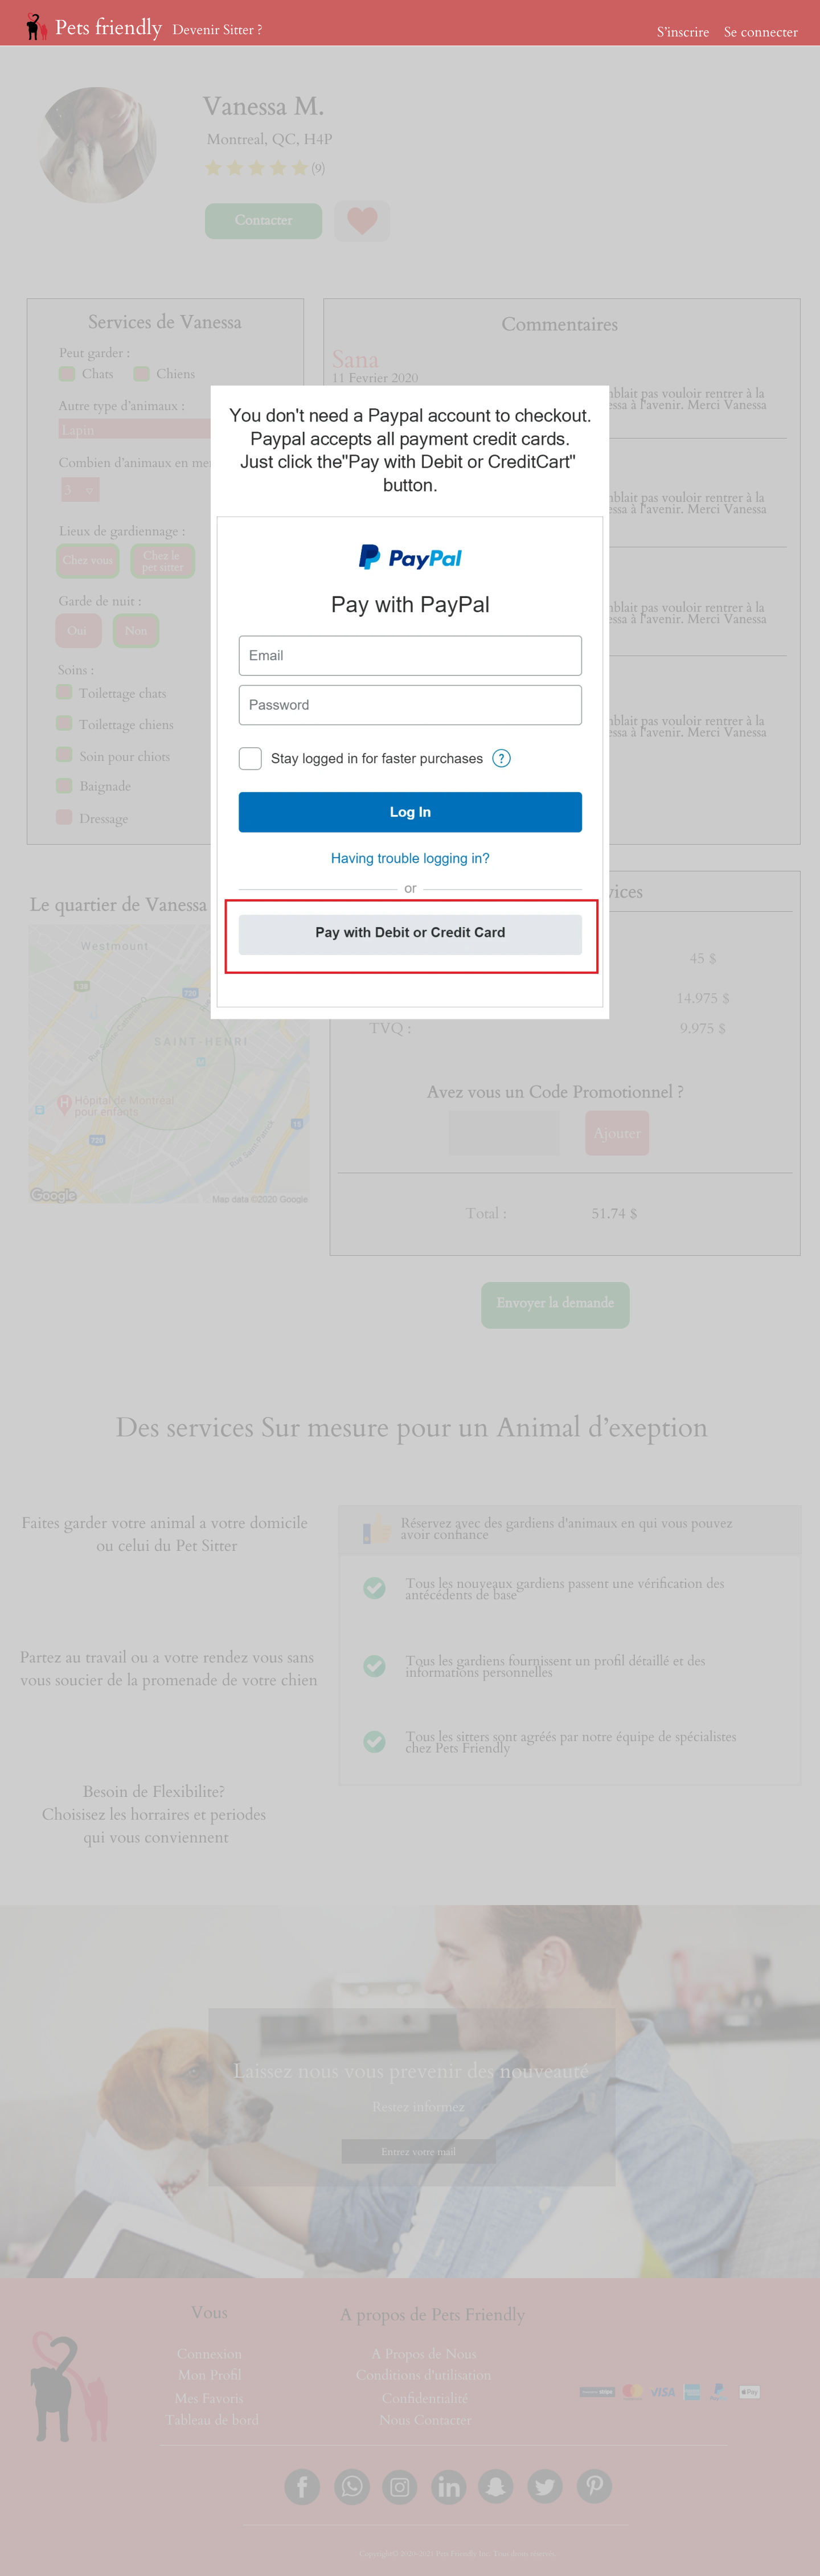 Pets friendly Devenir Sitter ?
S'inscrire Se connecter
Vanessa M.
Montreal, QC, H4P
(9)
Contacter
Services de Vanessa
Peut garder :
Chats Chiens
Autre type d'animaux :
Lapin
Combien d'animaux en me
3
Lieux de gardiennage :
Chez vous
Chez le
pet sitter
Garde de nuit :
Oui Non
Soins :
Toilettage chats
Toilettage chiens
Soin pour chiots
Baignade
Dressage
Commentaires
Sana
11 Fevrier 2020
mblait pas vouloir rentrer à la
essa à l'avenir. Merci Vanessa
mblait pas vouloir rentrer à la
essa à l'avenir. Merci Vanessa
mblait pas vouloir rentrer à la
essa à l'avenir. Merci Vanessa
mblait pas vouloir rentrer à la
essa à l'avenir. Merci Vanessa
You don't need a Paypal account to checkout.
Paypal accepts all payment credit cards.
Just click the"Pay with Debit or CreditCart"
button.
PayPal
Pay with PayPal
Email
Password
Stay logged in for faster purchases ?
Log In
Having trouble logging in?
or
Pay with Debit or Credit Card
Le quartier de Vanessa
Westmount
SAINT-HENRI
Hôpital de Montréal
pour enfants
Rue Saint-Patrick
720
15
Google
Map data ©2020 Google
vices
45 $
14.975 $
TVQ : 9.975 $
Avez vous un Code Promotionnel ?
Ajouter
Total : 51.74 $
Envoyer la demande
Des services Sur mesure pour un Animal d'exeption
Faites garder votre animal a votre domicile
ou celui du Pet Sitter
Partez au travail ou a votre rendez vous sans
vous soucier de la promenade de votre chien
Besoin de Flexibilite?
Choisisez les horraires et periodes
qui vous conviennent
Réservez avec des gardiens d'animaux en qui vous pouvez
avoir confiance
Tous les nouveaux gardiens passent une vérification des
antécédents de base
Tous les gardiens fournissent un profil détaillé et des
informations personnelles
Tous les sitters sont agréés par notre équipe de spécialistes
chez Pets Friendly
Laissez nous vous prevenir des nouveauté
Restez informez
Entrez votre mail
Vous
Connexion
Mon Profil
Mes Favoris
Tableau de bord
A propos de Pets Friendly
A Propos de Nous
Conditions d'utilisation
Confidentialité
Nous Contacter
VISA
Pay